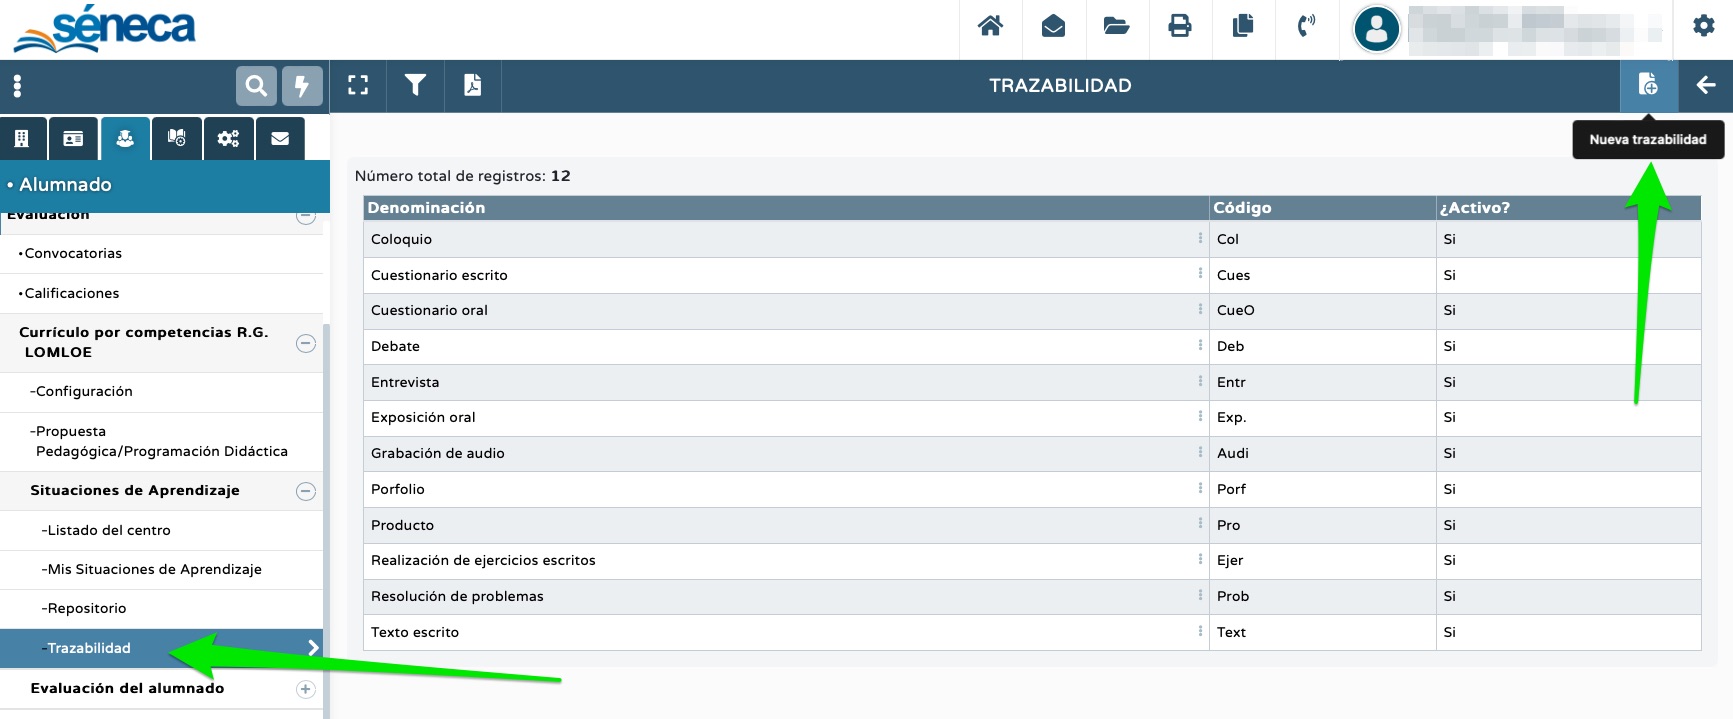 séneca
TRAZABILIDAD
Nueva trazabilidad
• Alumnado
Evaluación
•Convocatorias
•Calificaciones
Currículo por competencias R.G.
LOMLOE
-Configuración
-Propuesta
Pedagógica/Programación Didáctica
Situaciones de Aprendizaje
-Listado del centro
-Mis Situaciones de Aprendizaje
-Repositorio
-Trazabilidad
Evaluación del alumnado
Número total de registros: 12
Denominación Código ¿Activo?
Coloquio Col Si
Cuestionario escrito Cues Si
Cuestionario oral CueO Si
Debate Deb Si
Entrevista Entr Si
Exposición oral Exp. Si
Grabación de audio Audi Si
Porfolio Porf Si
Producto Pro Si
Realización de ejercicios escritos Ejer Si
Resolución de problemas Prob Si
Texto escrito Text Si